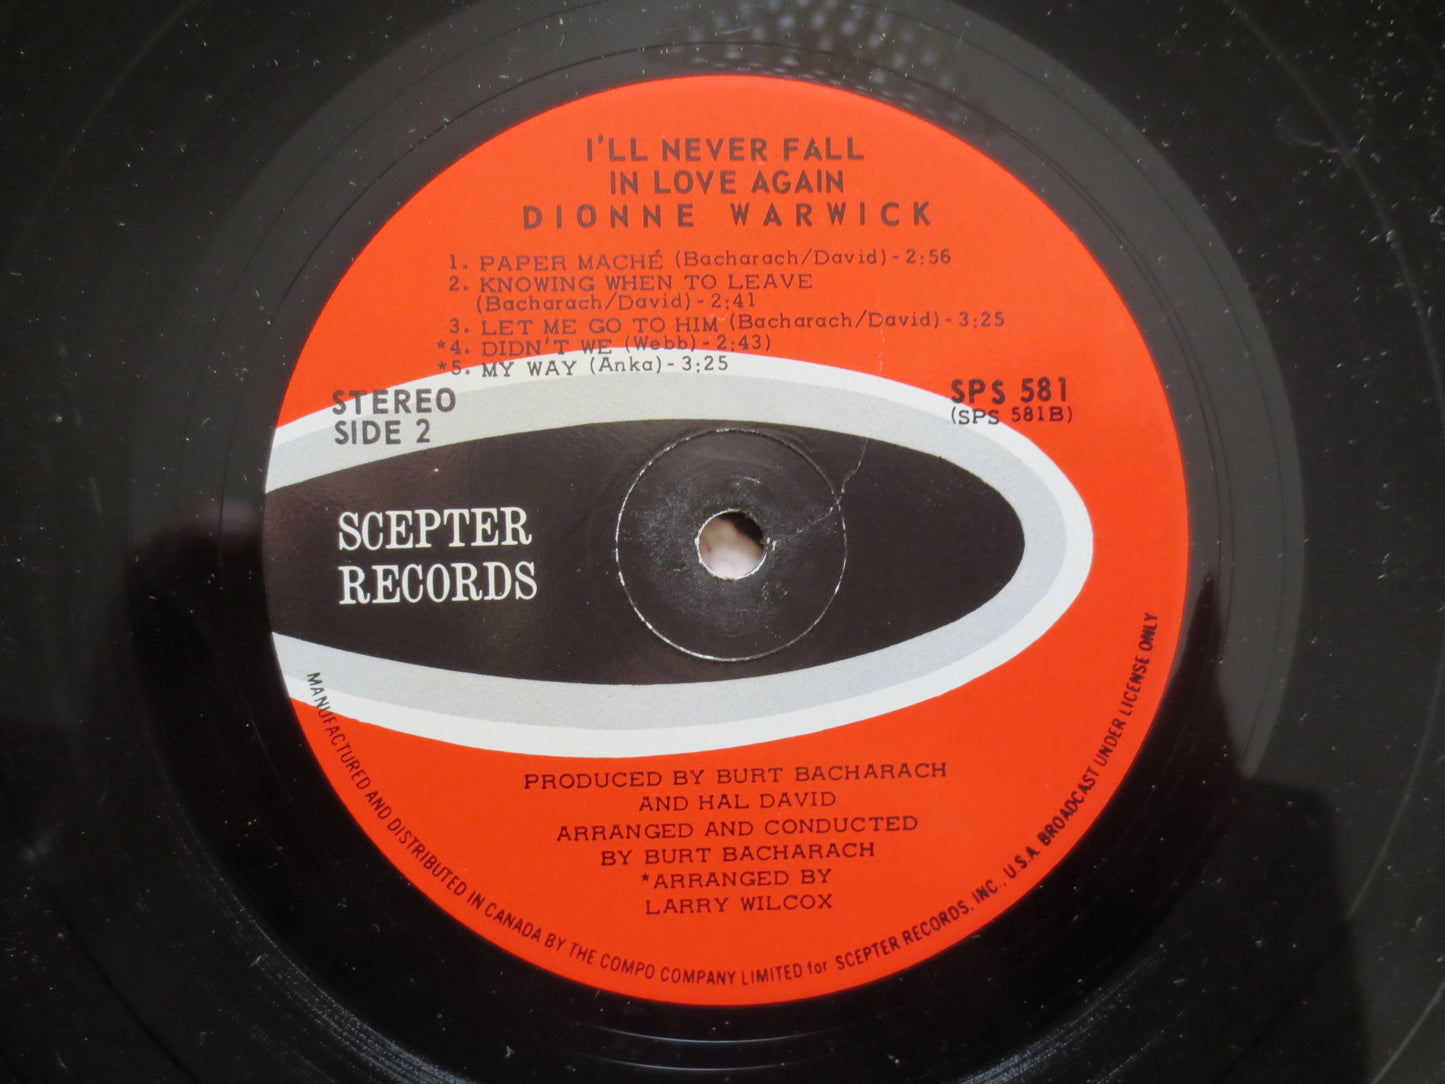 I'LL NEVER FALL
IN LOVE AGAIN
DIONNE WARWICK
1. PAPER MACHÉ (Bacharach/David) - 2:56
2. KNOWING WHEN TO LEAVE
(Bacharach/David) - 2:41
3. LET ME GO TO HIM (Bacharach/David) - 3:25
*4. DIDN'T WE (Webb) - 2:43)
*5. MY WAY (Anka) - 3:25
STEREO
SIDE 2
SPS 581
(SPS 581B)
SCEPTER
RECORDS
PRODUCED BY BURT BACHARACH
AND HAL DAVID
ARRANGED AND CONDUCTED
BY BURT BACHARACH
*ARRANGED BY
LARRY WILCOX
MANUFACTURED AND DISTRIBUTED IN CANADA BY THE COMPO COMPANY LIMITED for SCEPTER RECORDS, INC., U.S.A. BROADCAST UNDER LICENSE ONLY